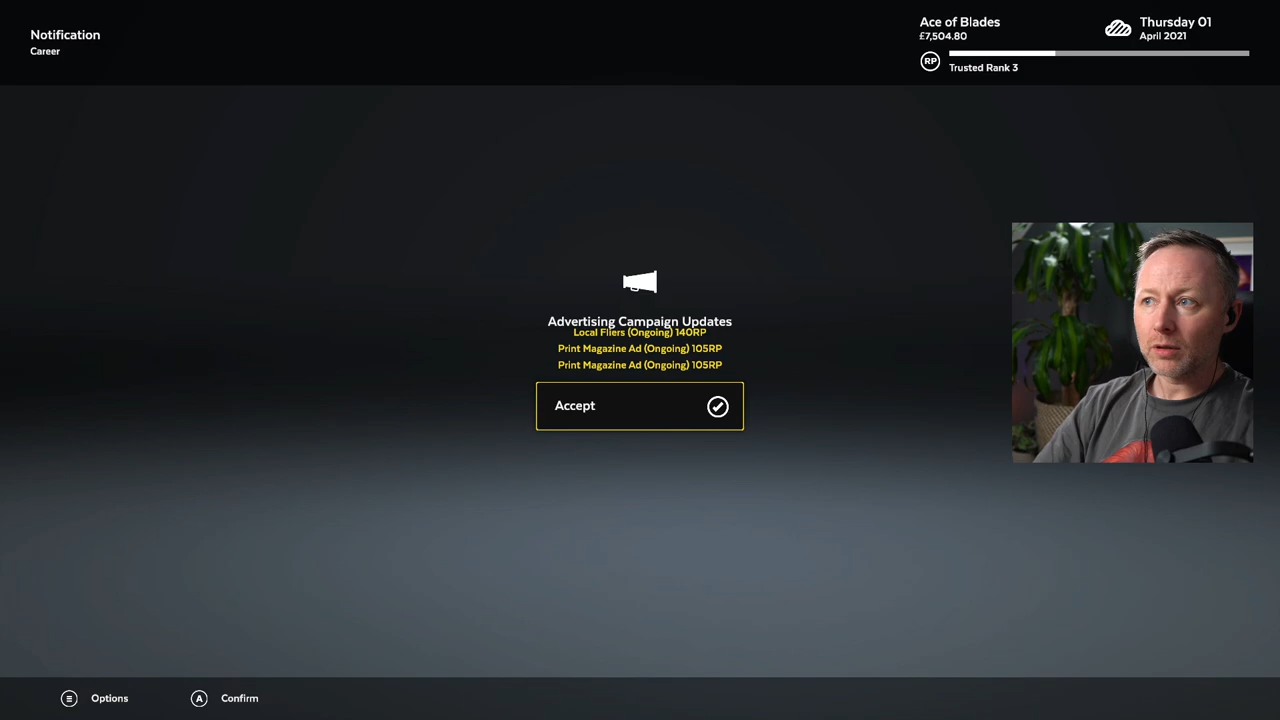 Notification
Career
Ace of Blades
£7,504.80
Thursday 01
April 2021
RP
Trusted Rank 3
Advertising Campaign Updates
Local Fliers (Ongoing) 140RP
Print Magazine Ad (Ongoing) 105RP
Print Magazine Ad (Ongoing) 105RP
Accept
Options
A Confirm